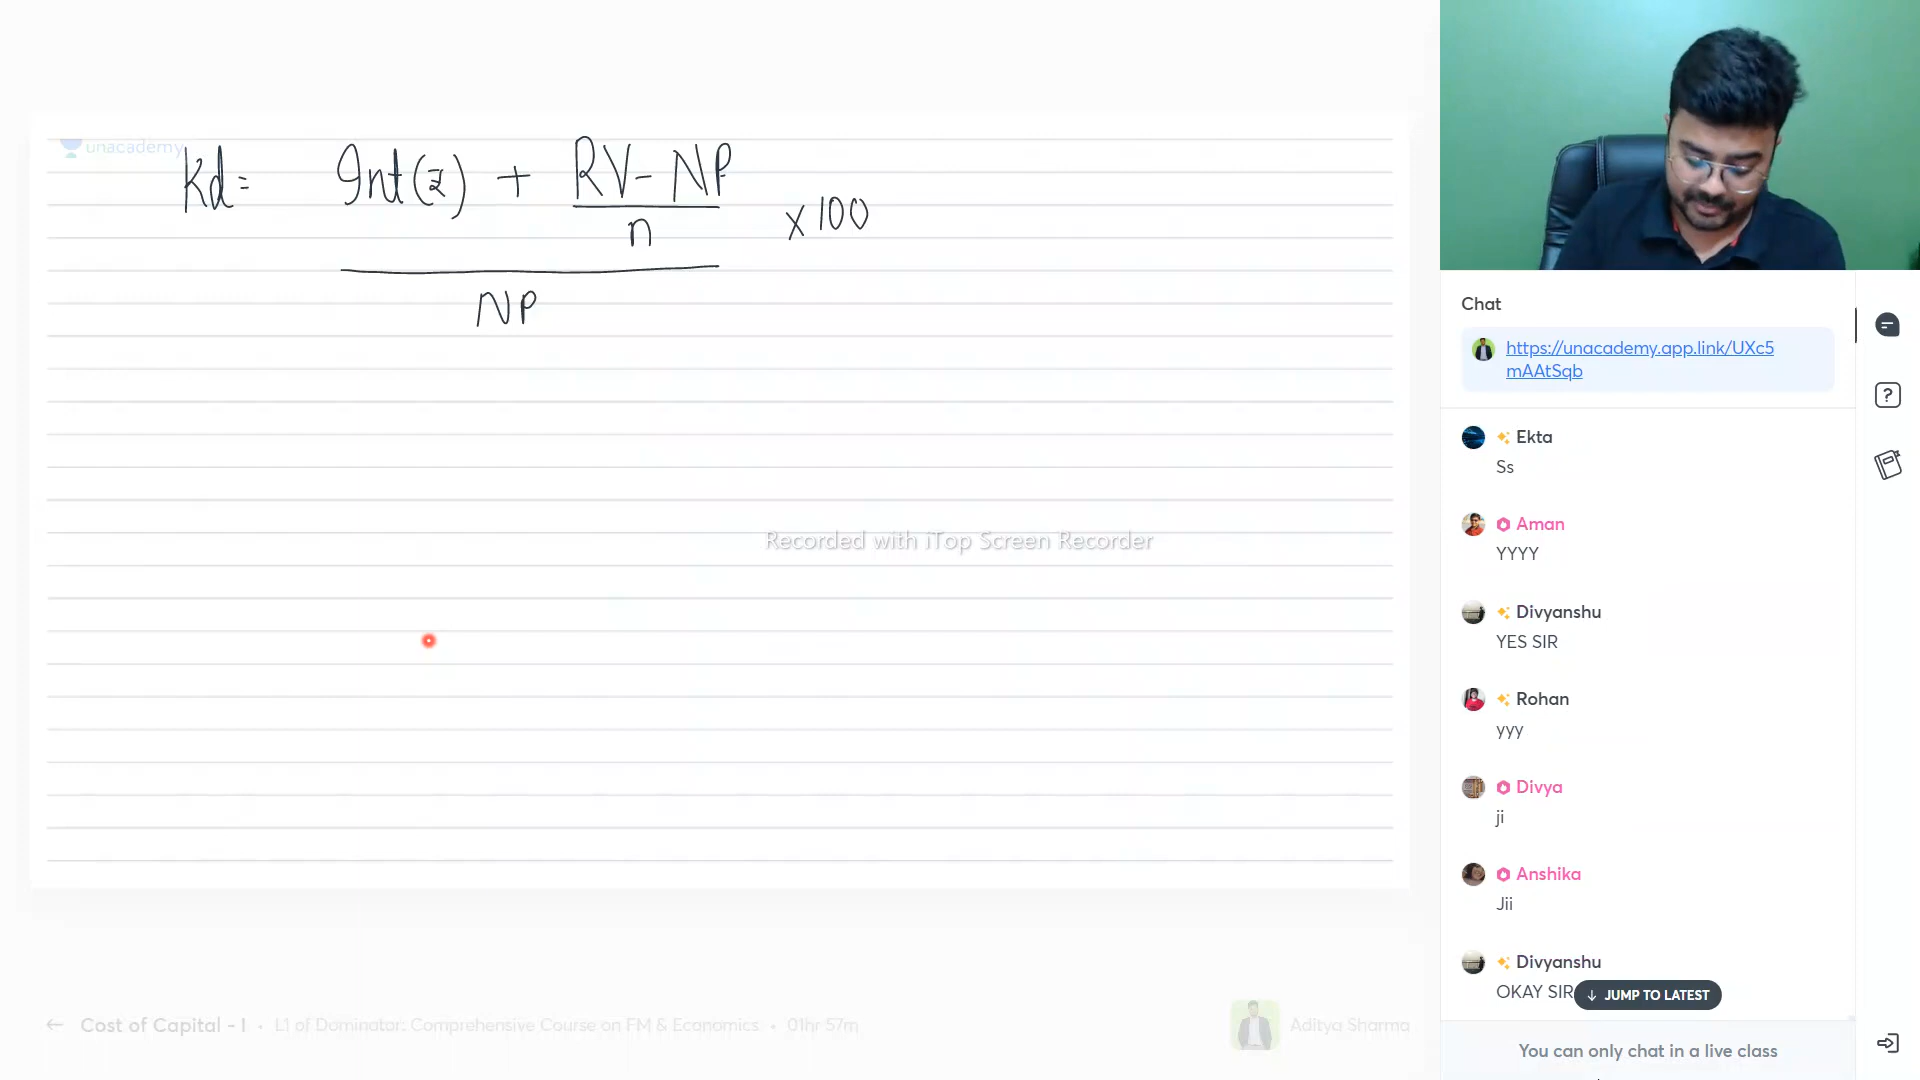 unacademy
Kd = Int(₹) + RV - NP
n
x 100
NP
Recorded with iTop Screen Recorder
Cost of Capital - I • L1 of Dominator: Comprehensive Course on FM & Economics • 01hr 57m
Aditya Sharma
Chat
https://unacademy.app.link/UXc5
mAAtSqb
Ekta
Ss
Aman
YYYY
Divyanshu
YES SIR
Rohan
yyy
Divya
ji
Anshika
Jii
Divyanshu
OKAY SIR
JUMP TO LATEST
You can only chat in a live class